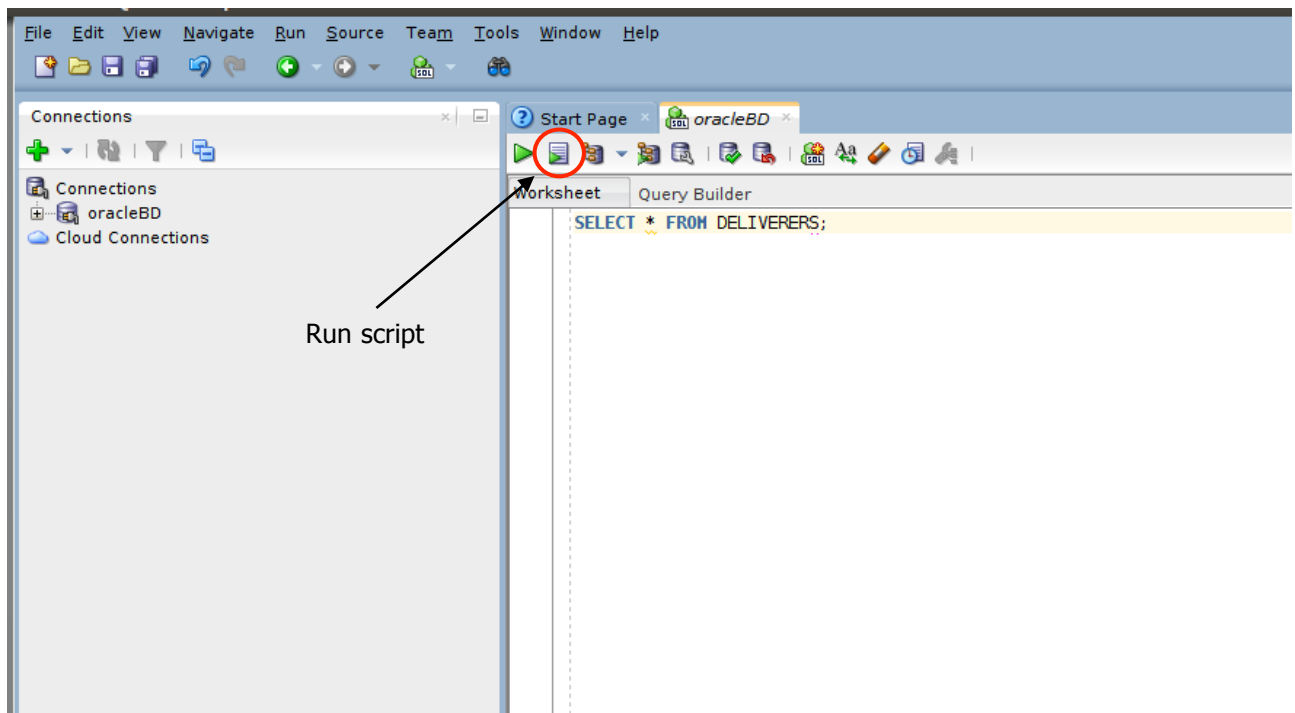 File Edit View Navigate Run Source Team Tools Window Help
Connections
Start Page
oracleBD
Connections
oracleBD
Cloud Connections
Worksheet Query Builder
SELECT * FROM DELIVERERS;
Run script